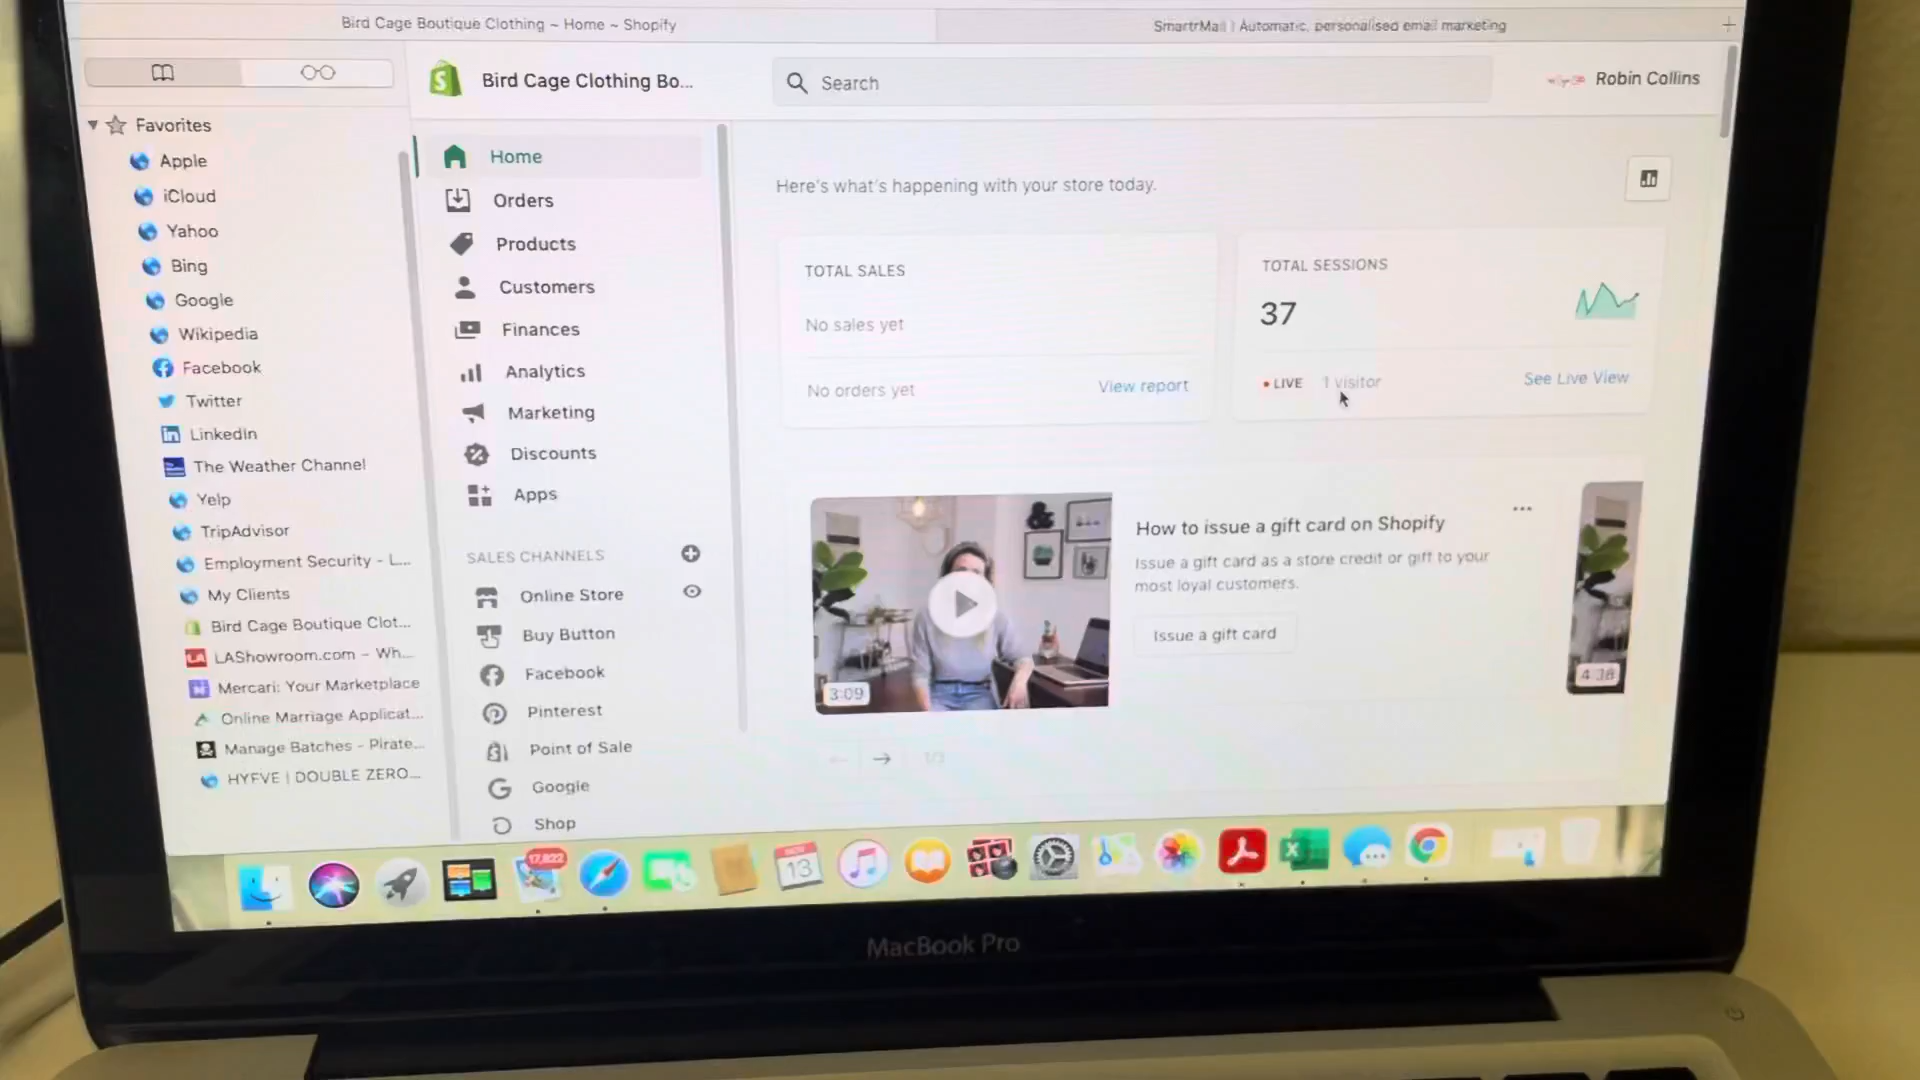 Bird Cage Boutique Clothing ~ Home ~ Shopify
SmartrMail | Automatic, personalised email marketing
Bird Cage Clothing Bo...
Search
Robin Collins
Favorites
Apple
iCloud
Yahoo
Bing
Google
Wikipedia
Facebook
Twitter
LinkedIn
The Weather Channel
Yelp
TripAdvisor
Employment Security - L...
My Clients
Bird Cage Boutique Clot...
LAShowroom.com – Wh...
Mercari: Your Marketplace
Online Marriage Applicat...
Manage Batches - Pirate...
HYFVE | DOUBLE ZERO...
Home
Orders
Products
Customers
Finances
Analytics
Marketing
Discounts
Apps
SALES CHANNELS
Online Store
Buy Button
Facebook
Pinterest
Point of Sale
Google
Shop
Here's what's happening with your store today.
TOTAL SALES
No sales yet
No orders yet
View report
TOTAL SESSIONS
37
LIVE 1 visitor
See Live View
3:09
How to issue a gift card on Shopify
Issue a gift card as a store credit or gift to your
most loyal customers.
Issue a gift card
4:38
1/3
17,822
NOV
13
MacBook Pro